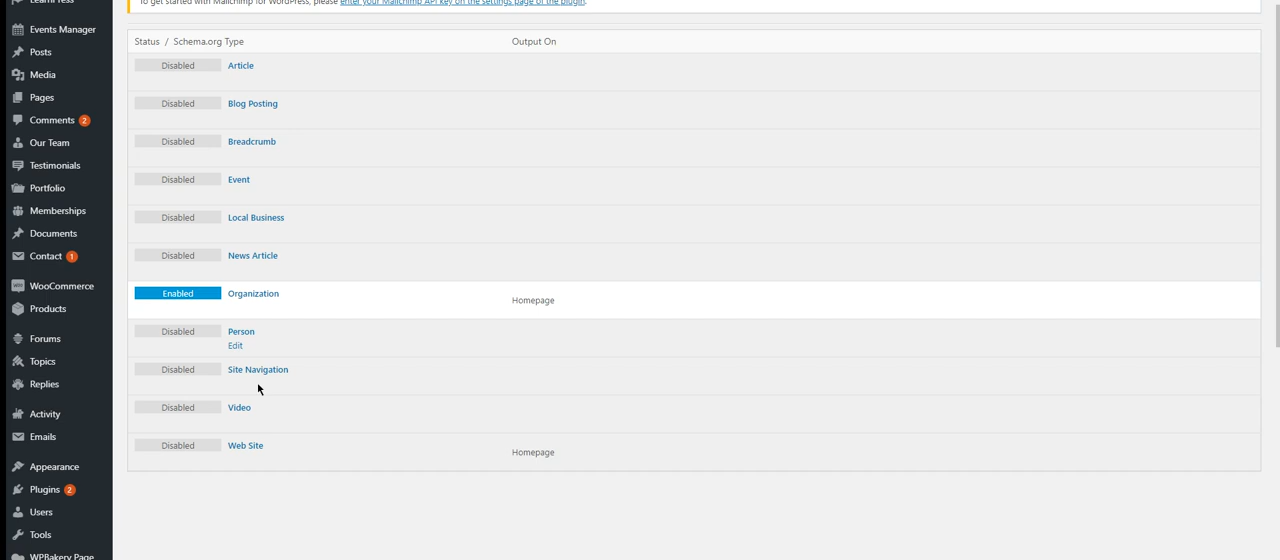 LearnPress
To get started with Mailchimp for WordPress, please enter your Mailchimp API key on the settings page of the plugin.
Events Manager
Posts
Media
Pages
Comments 2
Our Team
Testimonials
Portfolio
Memberships
Documents
Contact 1
WooCommerce
Products
Forums
Topics
Replies
Activity
Emails
Appearance
Plugins 2
Users
Tools
WPBakery Page
Status / Schema.org Type Output On
Disabled Article
Disabled Blog Posting
Disabled Breadcrumb
Disabled Event
Disabled Local Business
Disabled News Article
Enabled Organization
Homepage
Disabled Person
Edit
Disabled Site Navigation
Disabled Video
Disabled Web Site
Homepage